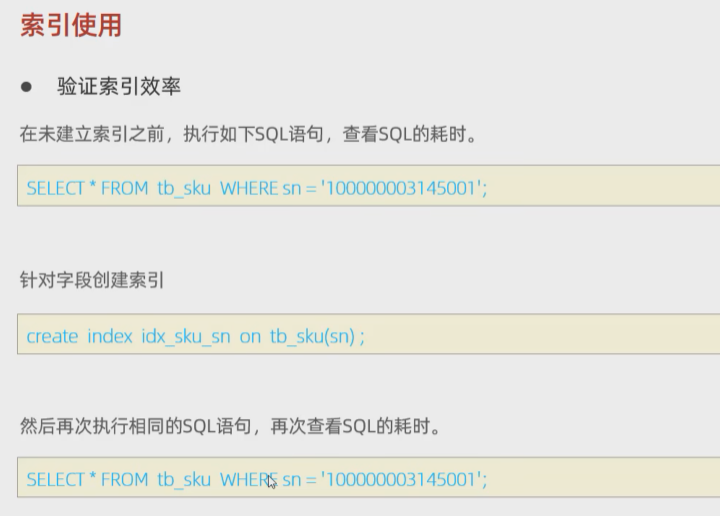 索引使用
● 验证索引效率
在未建立索引之前，执行如下SQL语句，查看SQL的耗时。
SELECT * FROM tb_sku WHERE sn = '100000003145001';
针对字段创建索引
create index idx_sku_sn on tb_sku(sn) ;
然后再次执行相同的SQL语句，再次查看SQL的耗时。
SELECT * FROM tb_sku WHERE sn = '100000003145001';